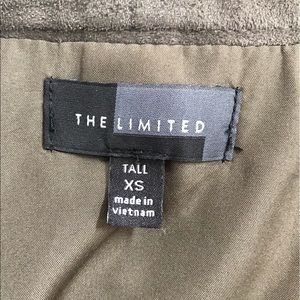 THE LIMITED
TALL
XS
made in
vietnam